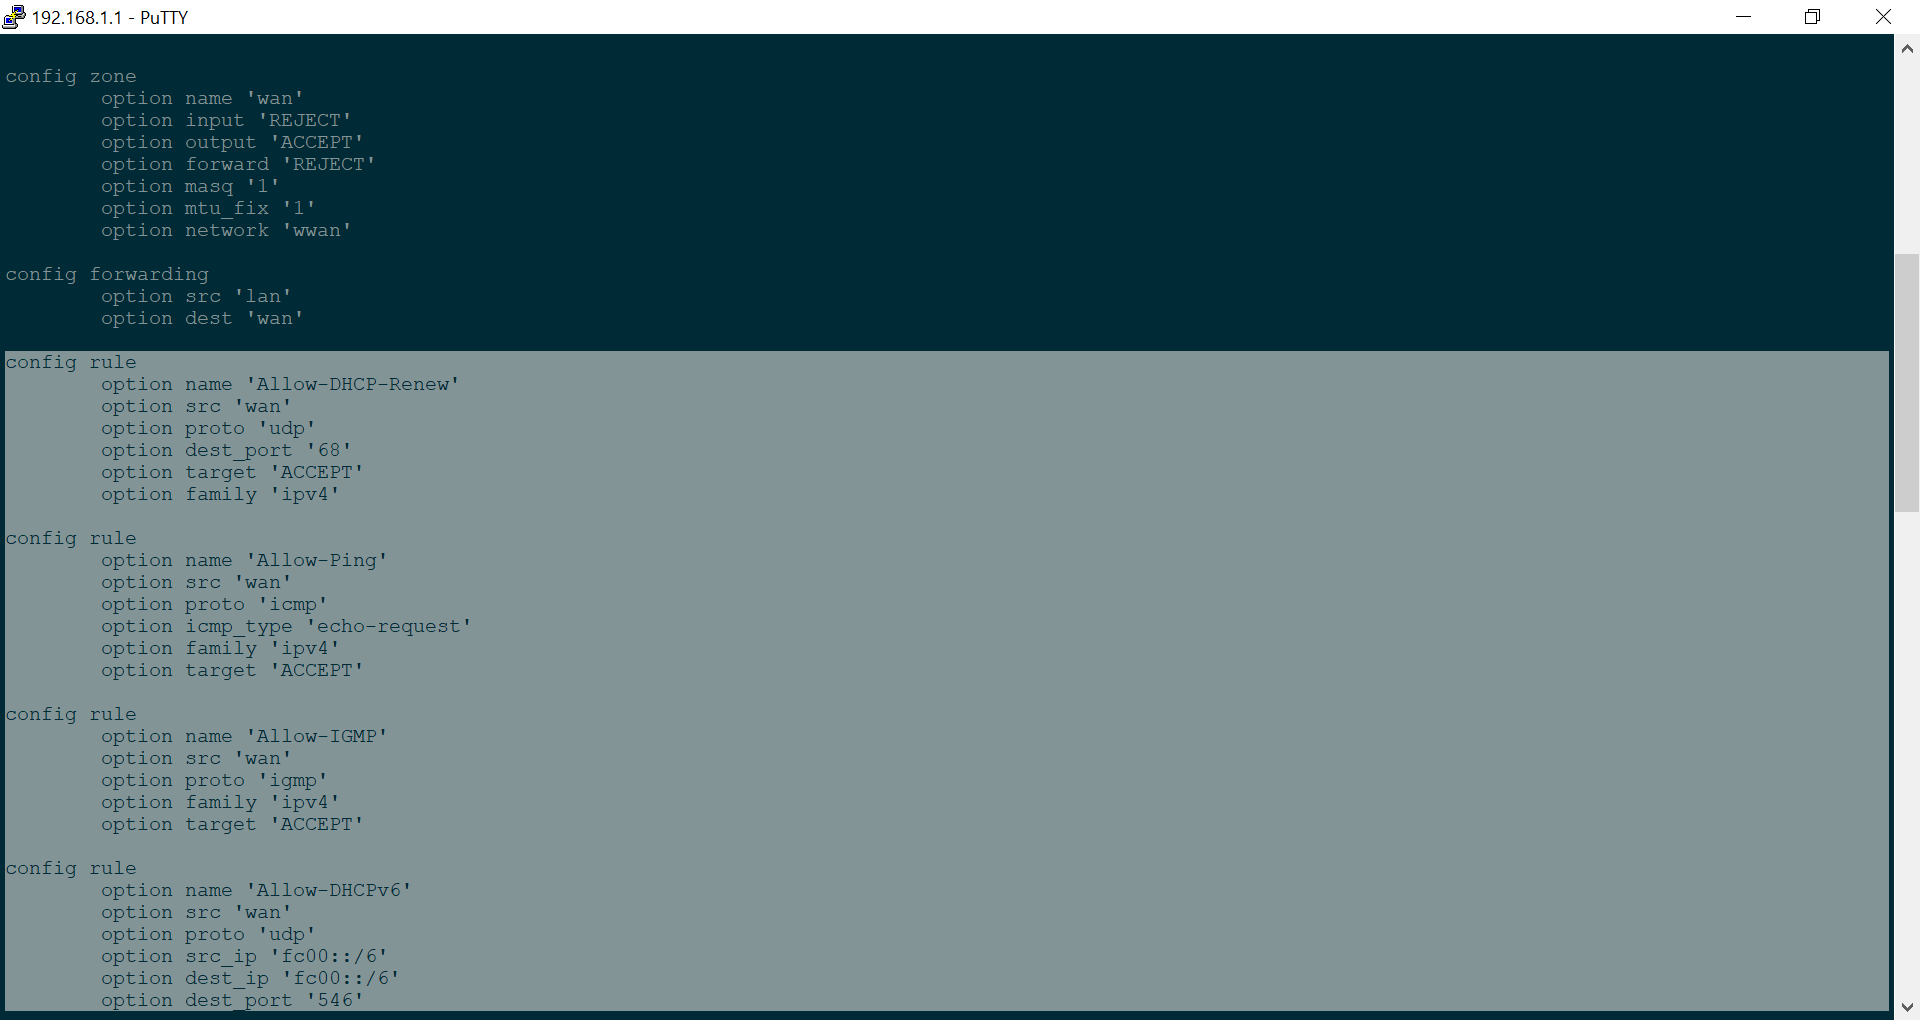 192.168.1.1 - PuTTY
config zone
        option name 'wan'
        option input 'REJECT'
        option output 'ACCEPT'
        option forward 'REJECT'
        option masq '1'
        option mtu_fix '1'
        option network 'wwan'
config forwarding
        option src 'lan'
        option dest 'wan'
config rule
        option name 'Allow-DHCP-Renew'
        option src 'wan'
        option proto 'udp'
        option dest_port '68'
        option target 'ACCEPT'
        option family 'ipv4'
config rule
        option name 'Allow-Ping'
        option src 'wan'
        option proto 'icmp'
        option icmp_type 'echo-request'
        option family 'ipv4'
        option target 'ACCEPT'
config rule
        option name 'Allow-IGMP'
        option src 'wan'
        option proto 'igmp'
        option family 'ipv4'
        option target 'ACCEPT'
config rule
        option name 'Allow-DHCPv6'
        option src 'wan'
        option proto 'udp'
        option src_ip 'fc00::/6'
        option dest_ip 'fc00::/6'
        option dest_port '546'